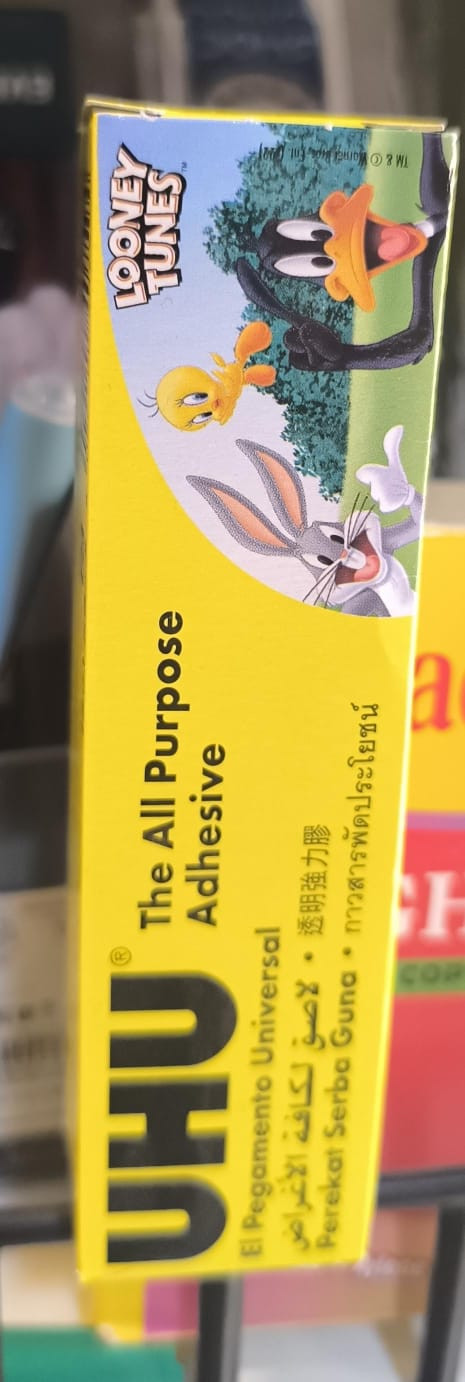 UHU®
The All Purpose
Adhesive
El Pegamento Universal
لاصق لكافة الأغراض • 透明強力膠
Perekat Serba Guna • กาวสารพัดประโยชน์
LOONEY
TUNES™